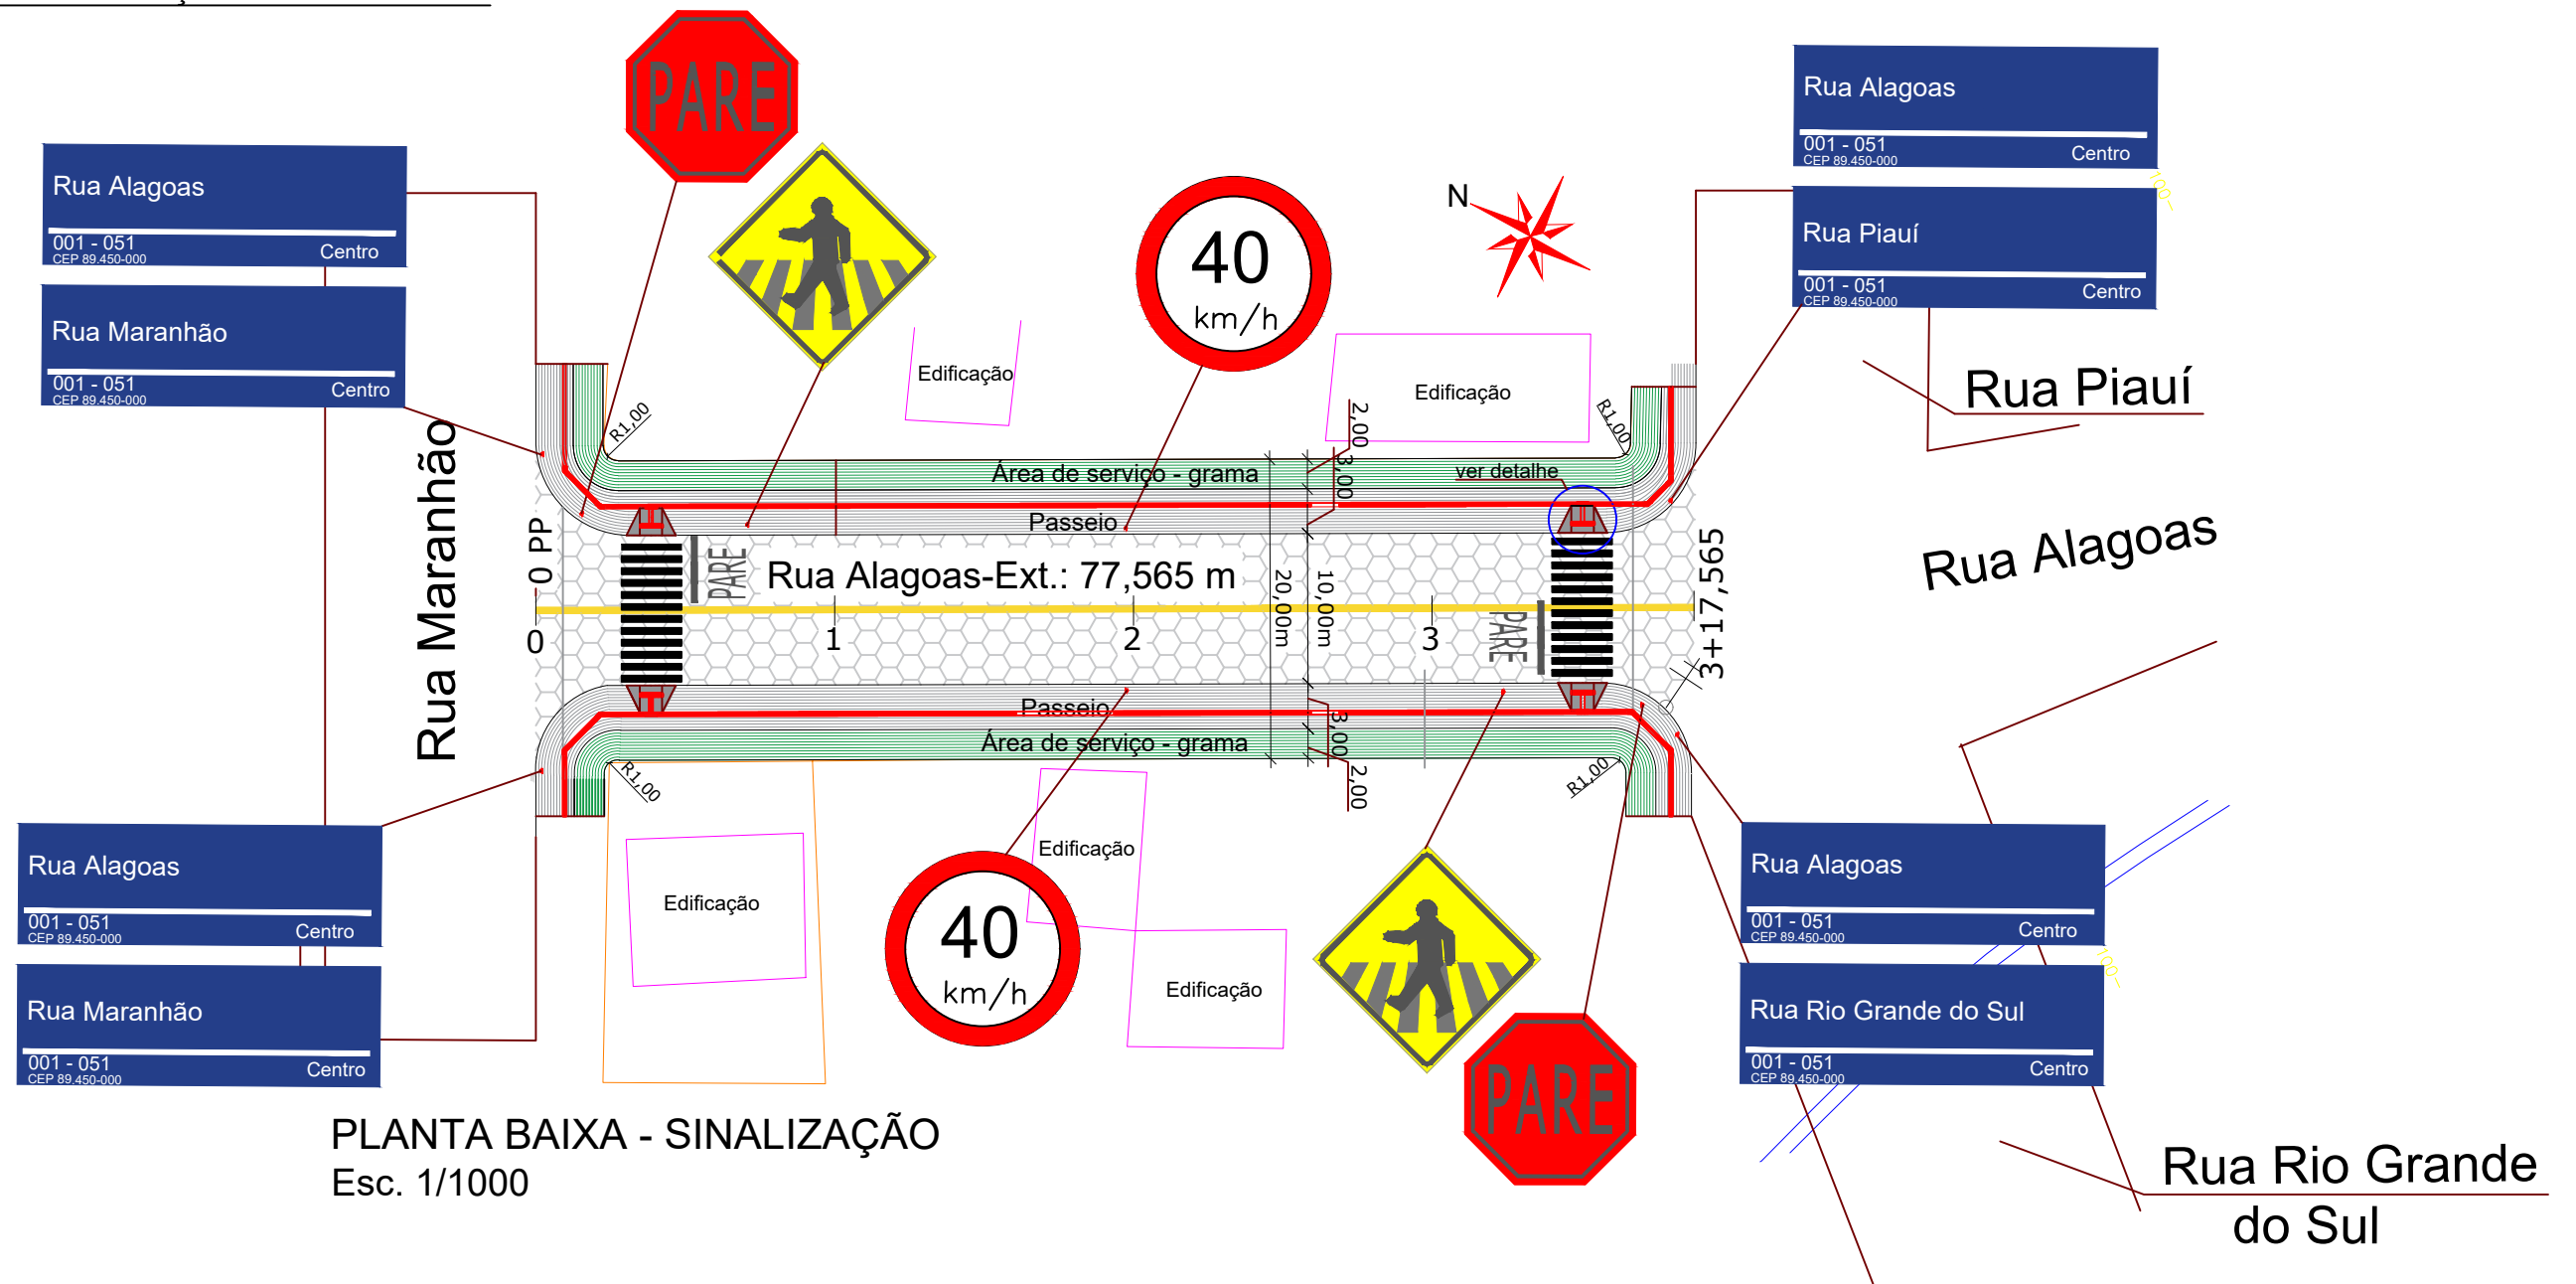 PARE
Rua Alagoas
001 - 051
CEP 89.450-000
Centro
Rua Maranhão
001 - 051
CEP 89.450-000
Centro
40
km/h
N
Rua Alagoas
001 - 051
CEP 89.450-000
Centro
100
Rua Piauí
001 - 051
CEP 89.450-000
Centro
Rua Piauí
Edificação
Edificação
R1,00
R1,00
2,00
3,00
Área de serviço - grama
ver detalhe
Passeio
Rua Maranhão
0 PP
0
PARE
Rua Alagoas-Ext.: 77,565 m
1
2
3
20,00m
10,00m
PARE
3+17,565
Rua Alagoas
Passeio
Área de serviço - grama
3,00
2,00
R1,00
R1,00
Edificação
Edificação
Edificação
Rua Alagoas
001 - 051
CEP 89.450-000
Centro
Rua Maranhão
001 - 051
CEP 89.450-000
Centro
40
km/h
PARE
Rua Alagoas
001 - 051
CEP 89.450-000
Centro
100
Rua Rio Grande do Sul
001 - 051
CEP 89.450-000
Centro
PLANTA BAIXA - SINALIZAÇÃO
Esc. 1/1000
Rua Rio Grande
do Sul